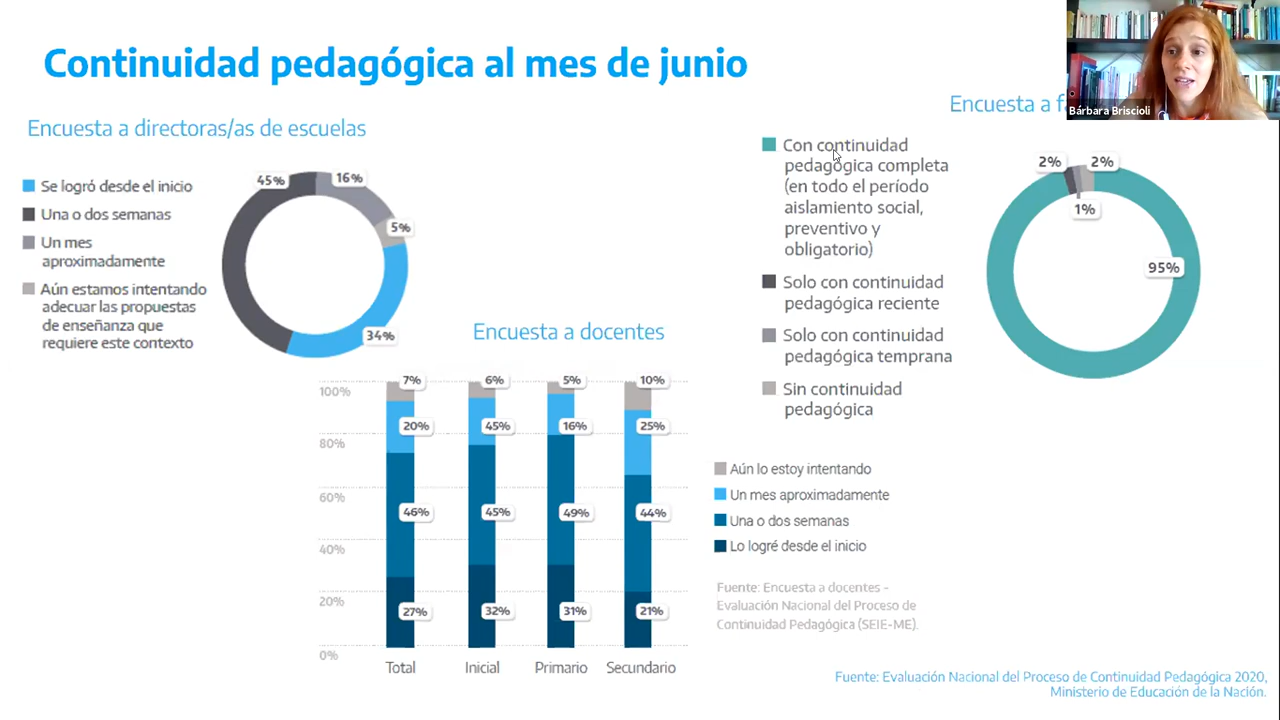 Continuidad pedagógica al mes de junio
Bárbara Briscioli
Encuesta a directoras/as de escuelas
Se logró desde el inicio
Una o dos semanas
Un mes
aproximadamente
Aún estamos intentando
adecuar las propuestas
de enseñanza que
requiere este contexto
45%
16%
5%
34%
Encuesta a
Con continuidad
pedagógica completa
(en todo el período
aislamiento social,
preventivo y
obligatorio)
Solo con continuidad
pedagógica reciente
Solo con continuidad
pedagógica temprana
Sin continuidad
pedagógica
2%
2%
1%
95%
Encuesta a docentes
100%
80%
60%
40%
20%
0%
7%
6%
5%
10%
20%
45%
16%
25%
46%
45%
49%
44%
27%
32%
31%
21%
Total
Inicial
Primario
Secundario
Aún lo estoy intentando
Un mes aproximadamente
Una o dos semanas
Lo logré desde el inicio
Fuente: Encuesta a docentes –
Evaluación Nacional del Proceso de
Continuidad Pedagógica (SEIE-ME).
Fuente: Evaluación Nacional del Proceso de Continuidad Pedagógica 2020,
Ministerio de Educación de la Nación.